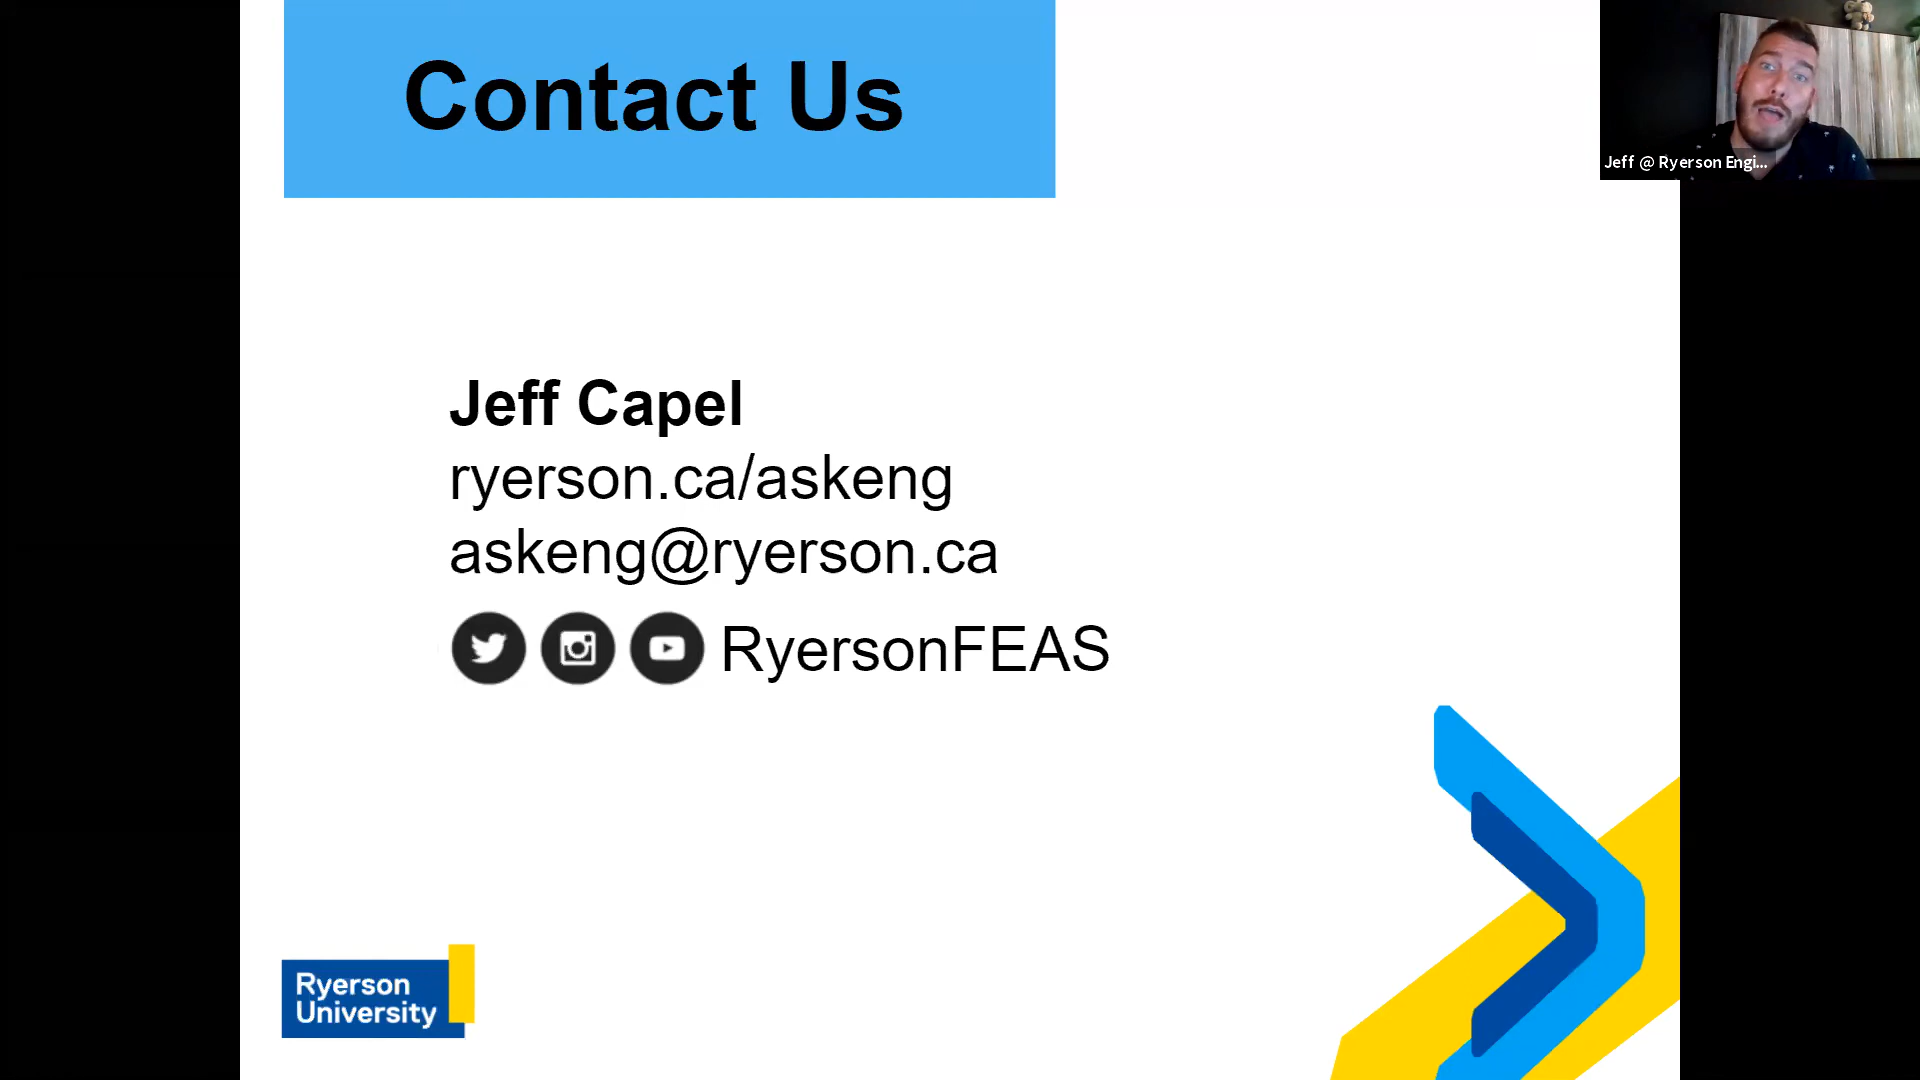 Contact Us
Jeff @ Ryerson Engi...
Jeff Capel
ryerson.ca/askeng
askeng@ryerson.ca
RyersonFEAS
Ryerson
University